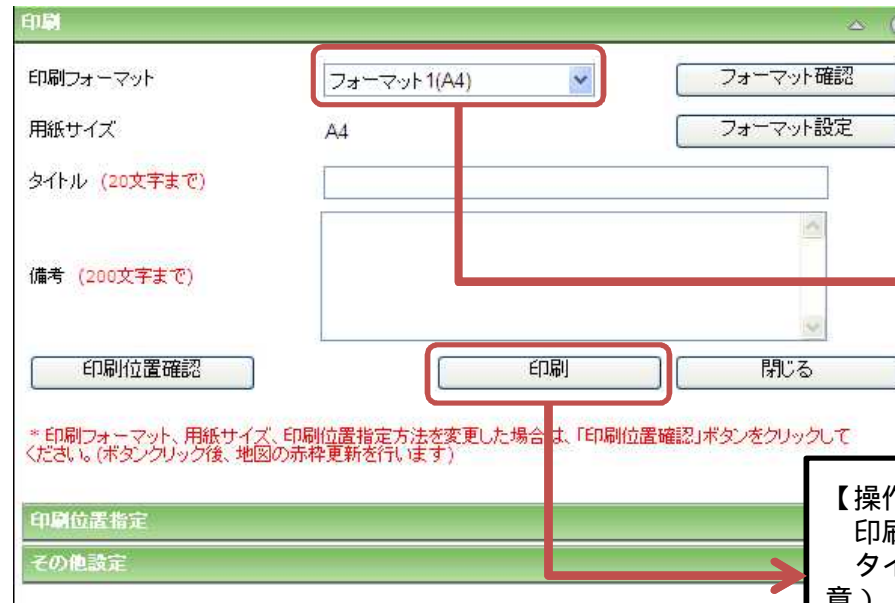 印刷
印刷フォーマット フォーマット1(A4) フォーマット確認
用紙サイズ A4 フォーマット設定
タイトル (20文字まで)
備考 (200文字まで)
印刷位置確認 印刷 閉じる
* 印刷フォーマット、用紙サイズ、印刷位置指定方法を変更した場合は、「印刷位置確認」ボタンをクリックして
ください。(ボタンクリック後、地図の赤枠更新を行います)
【操作
印刷位置指定
印刷
その他設定
タイ
意）